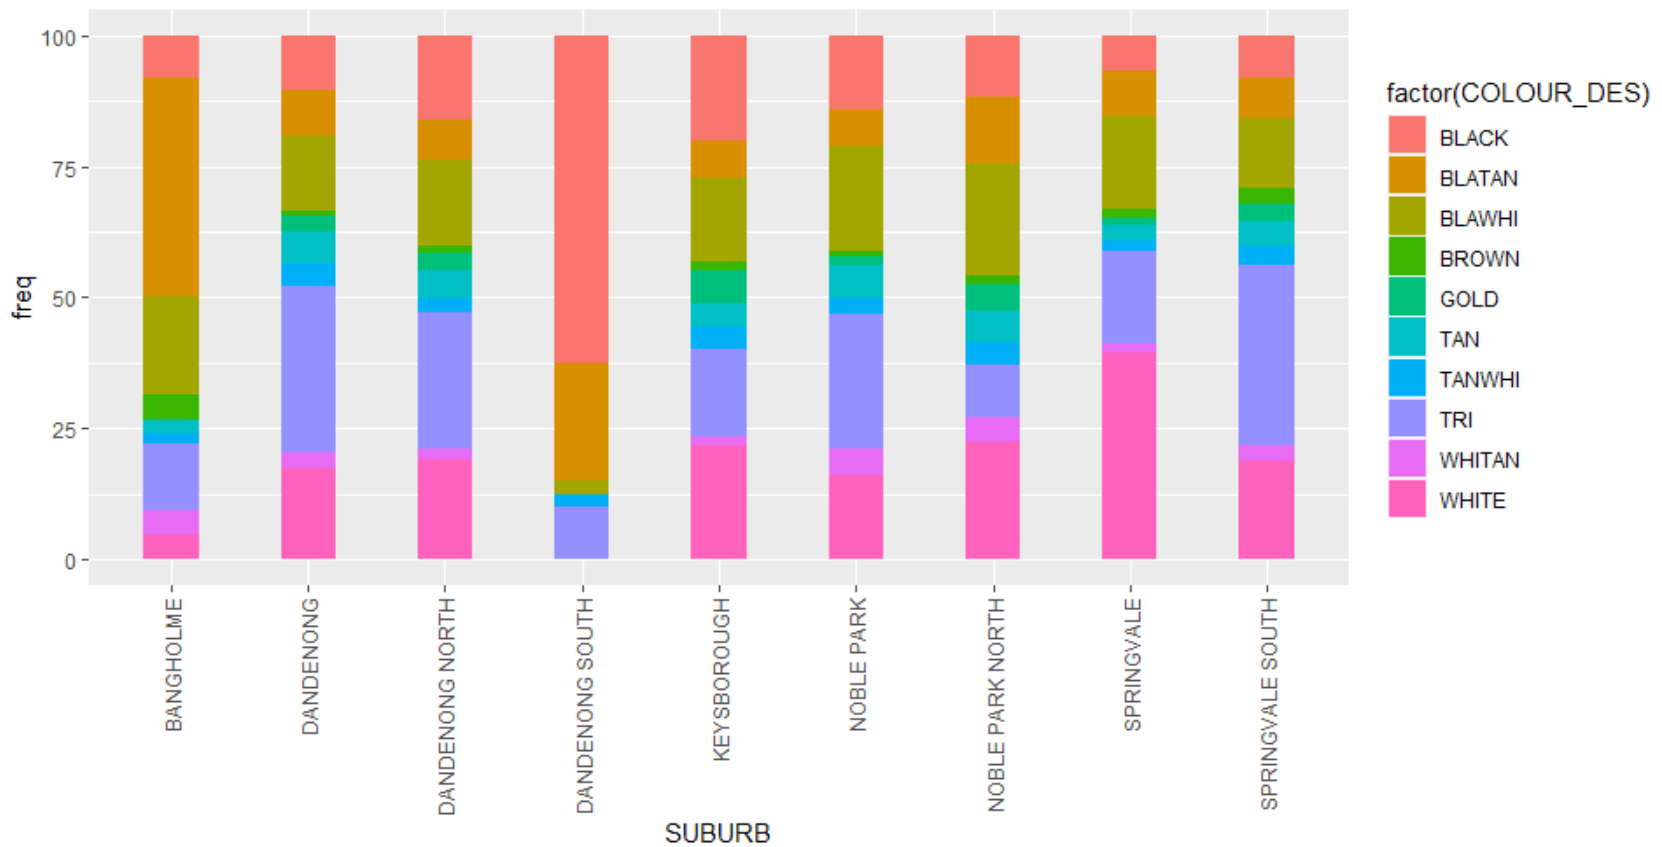 100
75
50
25
0
freq
BANGHOLME
DANDENONG
DANDENONG NORTH
DANDENONG SOUTH
KEYSBOROUGH
NOBLE PARK
NOBLE PARK NORTH
SPRINGVALE
SPRINGVALE SOUTH
SUBURB
factor(COLOUR_DES)
BLACK
BLATAN
BLAWHI
BROWN
GOLD
TAN
TANWHI
TRI
WHITAN
WHITE